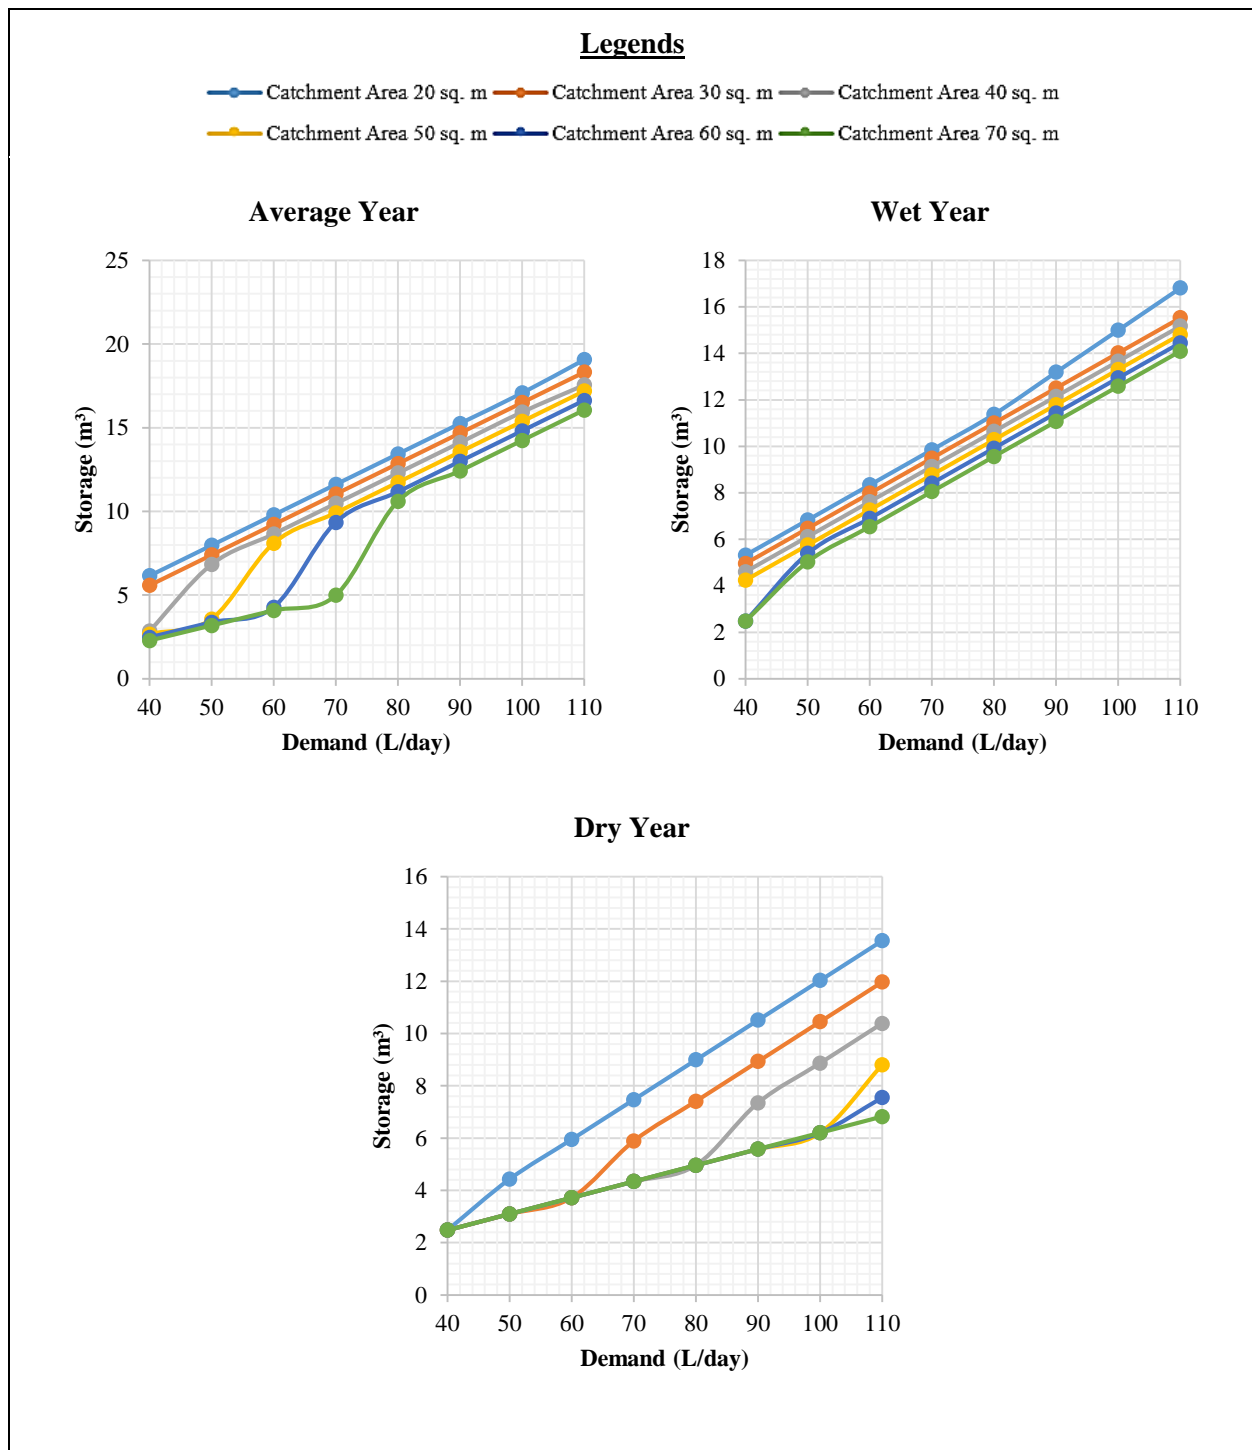 Legends
Catchment Area 20 sq. m Catchment Area 30 sq. m Catchment Area 40 sq. m
Catchment Area 50 sq. m Catchment Area 60 sq. m Catchment Area 70 sq. m
Average Year
25
20
15
10
5
0
40 50 60 70 80 90 100 110
Storage (m³)
Demand (L/day)
Wet Year
18
16
14
12
10
8
6
4
2
0
40 50 60 70 80 90 100 110
Storage (m³)
Demand (L/day)
Dry Year
16
14
12
10
8
6
4
2
0
40 50 60 70 80 90 100 110
Storage (m³)
Demand (L/day)